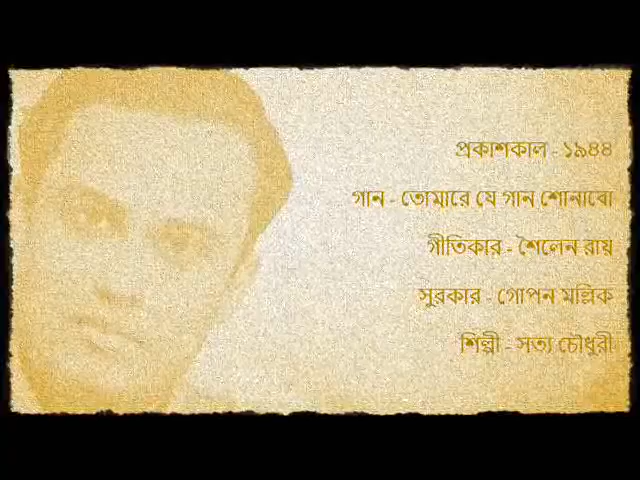 প্রকাশকাল - ১৯৪৪
গান - তোমারে যে গান শোনাবো
গীতিকার - শৈলেন রায়
সুরকার - গোপন মল্লিক
শিল্পী - সত্য চৌধুরী